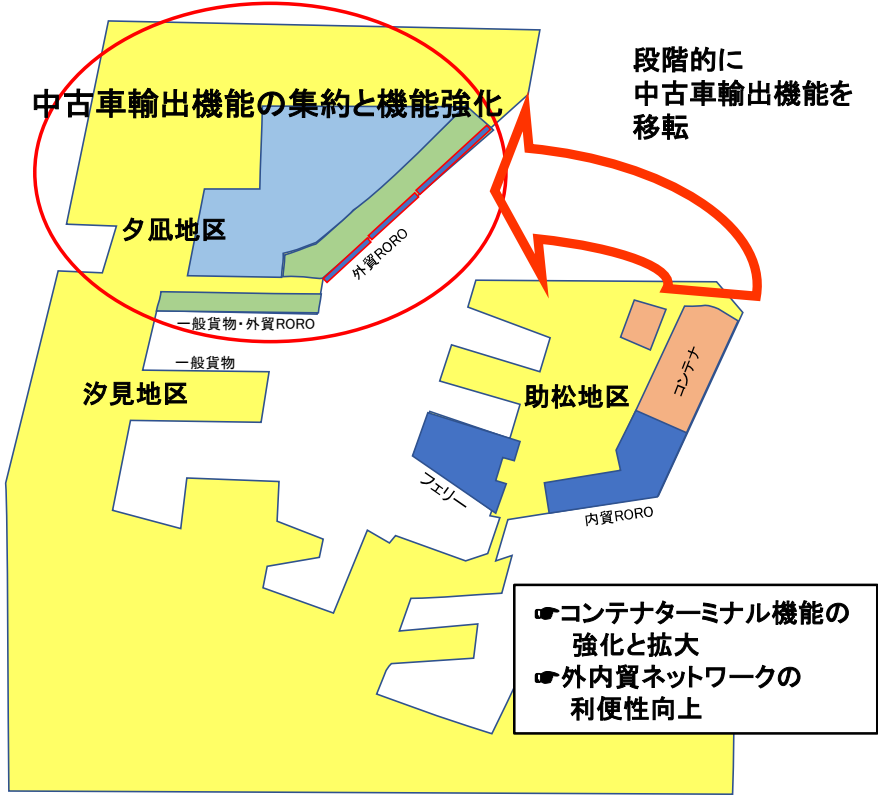 段階的に
中古車輸出機能を
移転
中古車輸出機能の集約と機能強化
夕凪地区
外貿RORO
一般貨物・外貿RORO
一般貨物
汐見地区
助松地区
コンテナ
フェリー
内貿RORO
☛コンテナターミナル機能の
強化と拡大
☛外内貿ネットワークの
利便性向上